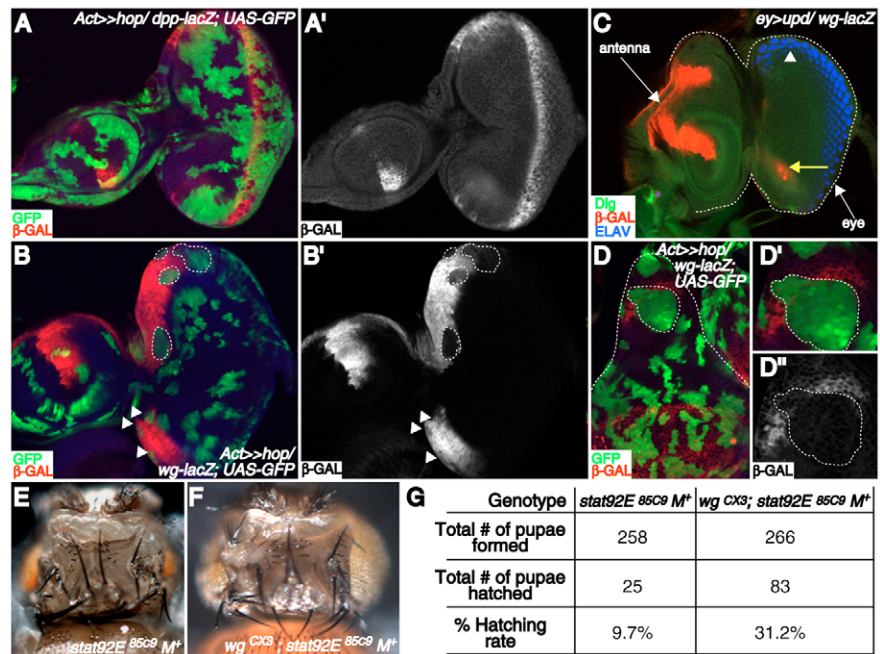 A
Act>>hop/ dpp-lacZ; UAS-GFP
GFP
β-GAL
A'
β-GAL
C
ey>upd/ wg-lacZ
antenna
eye
Dlg
β-GAL
ELAV
B
Act>>hop/
wg-lacZ; UAS-GFP
GFP
β-GAL
B'
β-GAL
D
Act>>hop/
wg-lacZ;
UAS-GFP
GFP
β-GAL
D'
D"
β-GAL
E
stat92E 85C9 M+
F
wg CX3; stat92E 85C9 M+
G
Genotype stat92E 85C9 M+ wg CX3; stat92E 85C9 M+
Total # of pupae
formed
258 266
Total # of pupae
hatched
25 83
% Hatching
rate
9.7% 31.2%